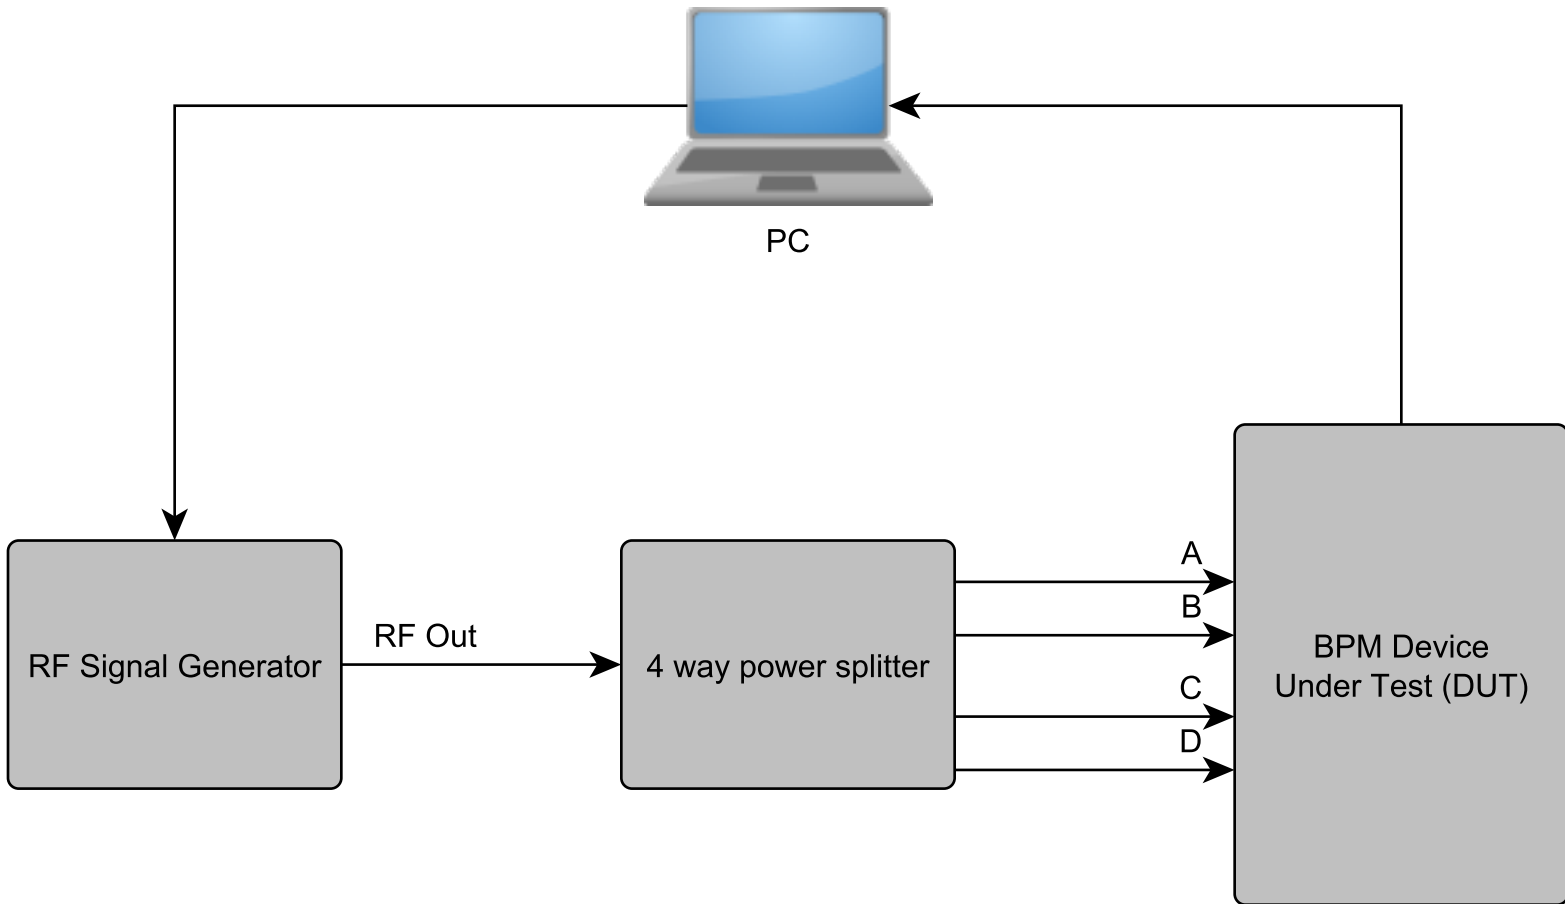 PC
RF Signal Generator
RF Out
4 way power splitter
A
B
C
D
BPM Device
Under Test (DUT)